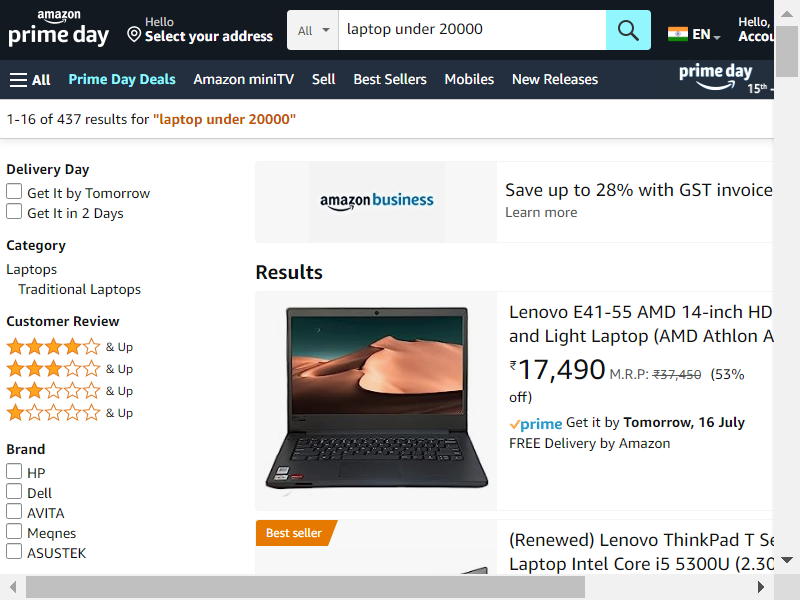 amazon
prime day
Hello
Select your address
All
laptop under 20000
EN
Hello,
Accou
All
Prime Day Deals
Amazon miniTV
Sell
Best Sellers
Mobiles
New Releases
prime day
15th -
1-16 of 437 results for "laptop under 20000"
Delivery Day
Get It by Tomorrow
Get It in 2 Days
Category
Laptops
Traditional Laptops
Customer Review
& Up
& Up
& Up
& Up
Brand
HP
Dell
AVITA
Meqnes
ASUSTEK
amazon business
Save up to 28% with GST invoice
Learn more
Results
Lenovo E41-55 AMD 14-inch HD
and Light Laptop (AMD Athlon A
₹17,490 M.R.P: ₹37,450 (53%
off)
prime Get it by Tomorrow, 16 July
FREE Delivery by Amazon
Best seller
(Renewed) Lenovo ThinkPad T Se
Laptop Intel Core i5 5300U (2.30